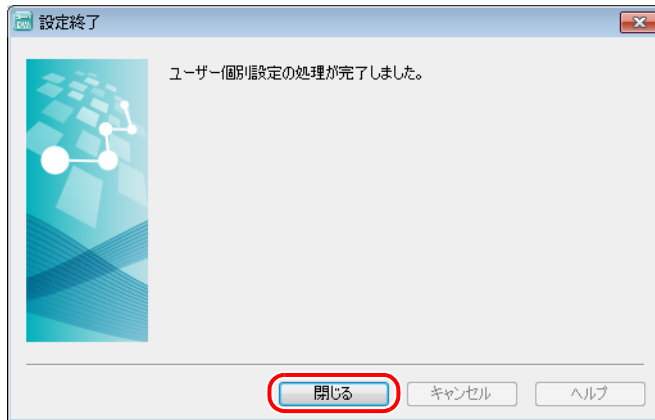 設定終了
ユーザー個別設定の処理が完了しました。
閉じる
キャンセル
ヘルプ